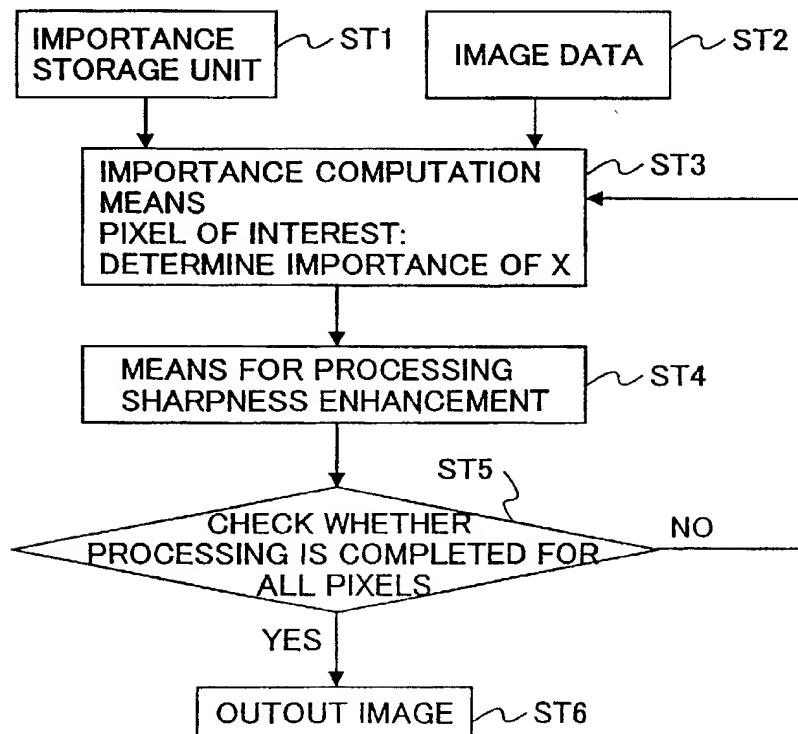 IMPORTANCE
STORAGE UNIT
ST1
IMAGE DATA
ST2
IMPORTANCE COMPUTATION
MEANS
PIXEL OF INTEREST:
DETERMINE IMPORTANCE OF X
ST3
MEANS FOR PROCESSING
SHARPNESS ENHANCEMENT
ST4
ST5
CHECK WHETHER
PROCESSING IS COMPLETED FOR
ALL PIXELS
NO
YES
OUTOUT IMAGE
ST6